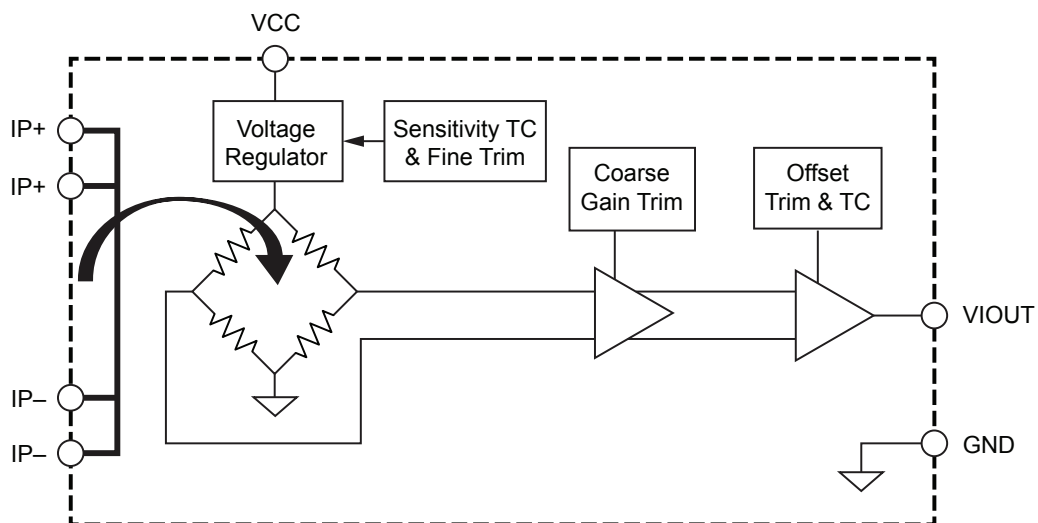 VCC
IP+
IP+
IP–
IP–
Voltage
Regulator
Sensitivity TC
& Fine Trim
Coarse
Gain Trim
Offset
Trim & TC
VIOUT
GND